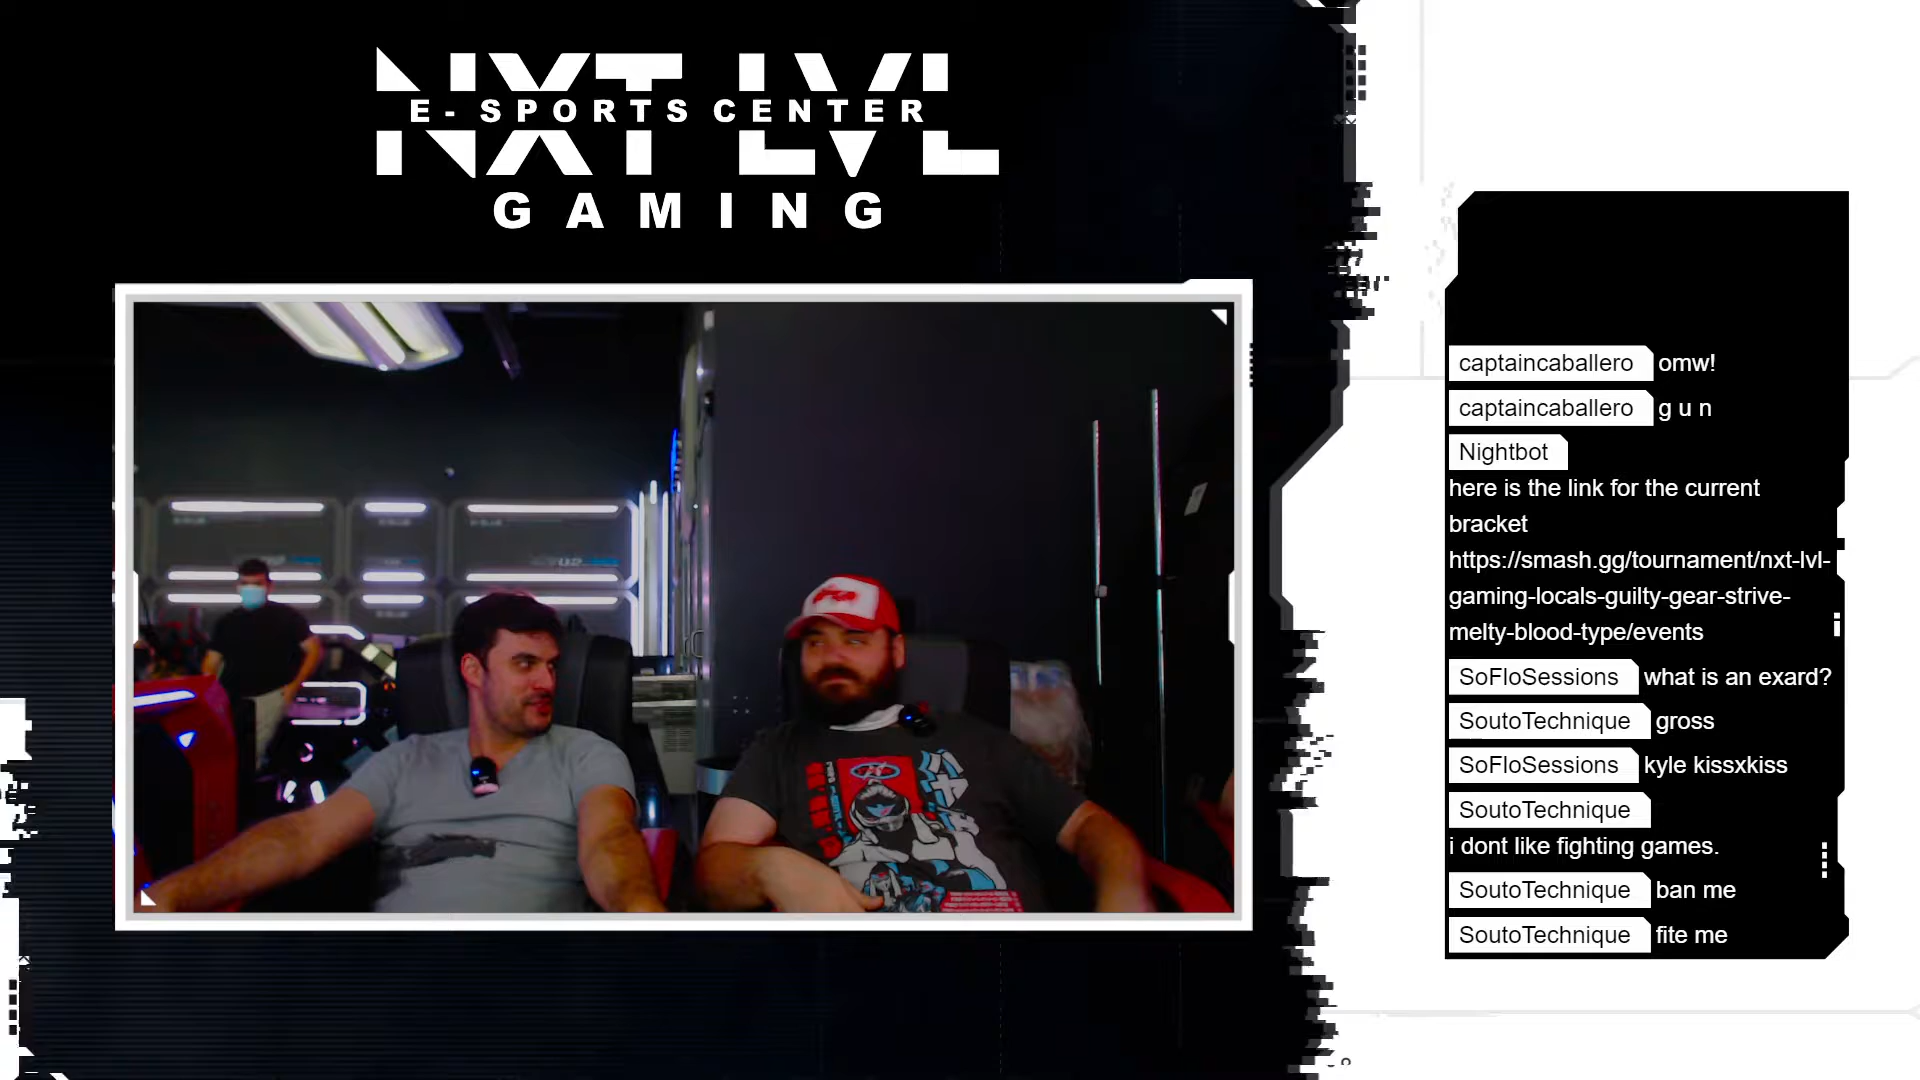 NXT LVL
E-SPORTS CENTER
GAMING
captaincaballero omw!
captaincaballero g u n
Nightbot
here is the link for the current
bracket
https://smash.gg/tournament/nxt-lvl-
gaming-locals-guilty-gear-strive-
melty-blood-type/events
SoFloSessions what is an exard?
SoutoTechnique gross
SoFloSessions kyle kissxkiss
SoutoTechnique
i dont like fighting games.
SoutoTechnique ban me
SoutoTechnique fite me